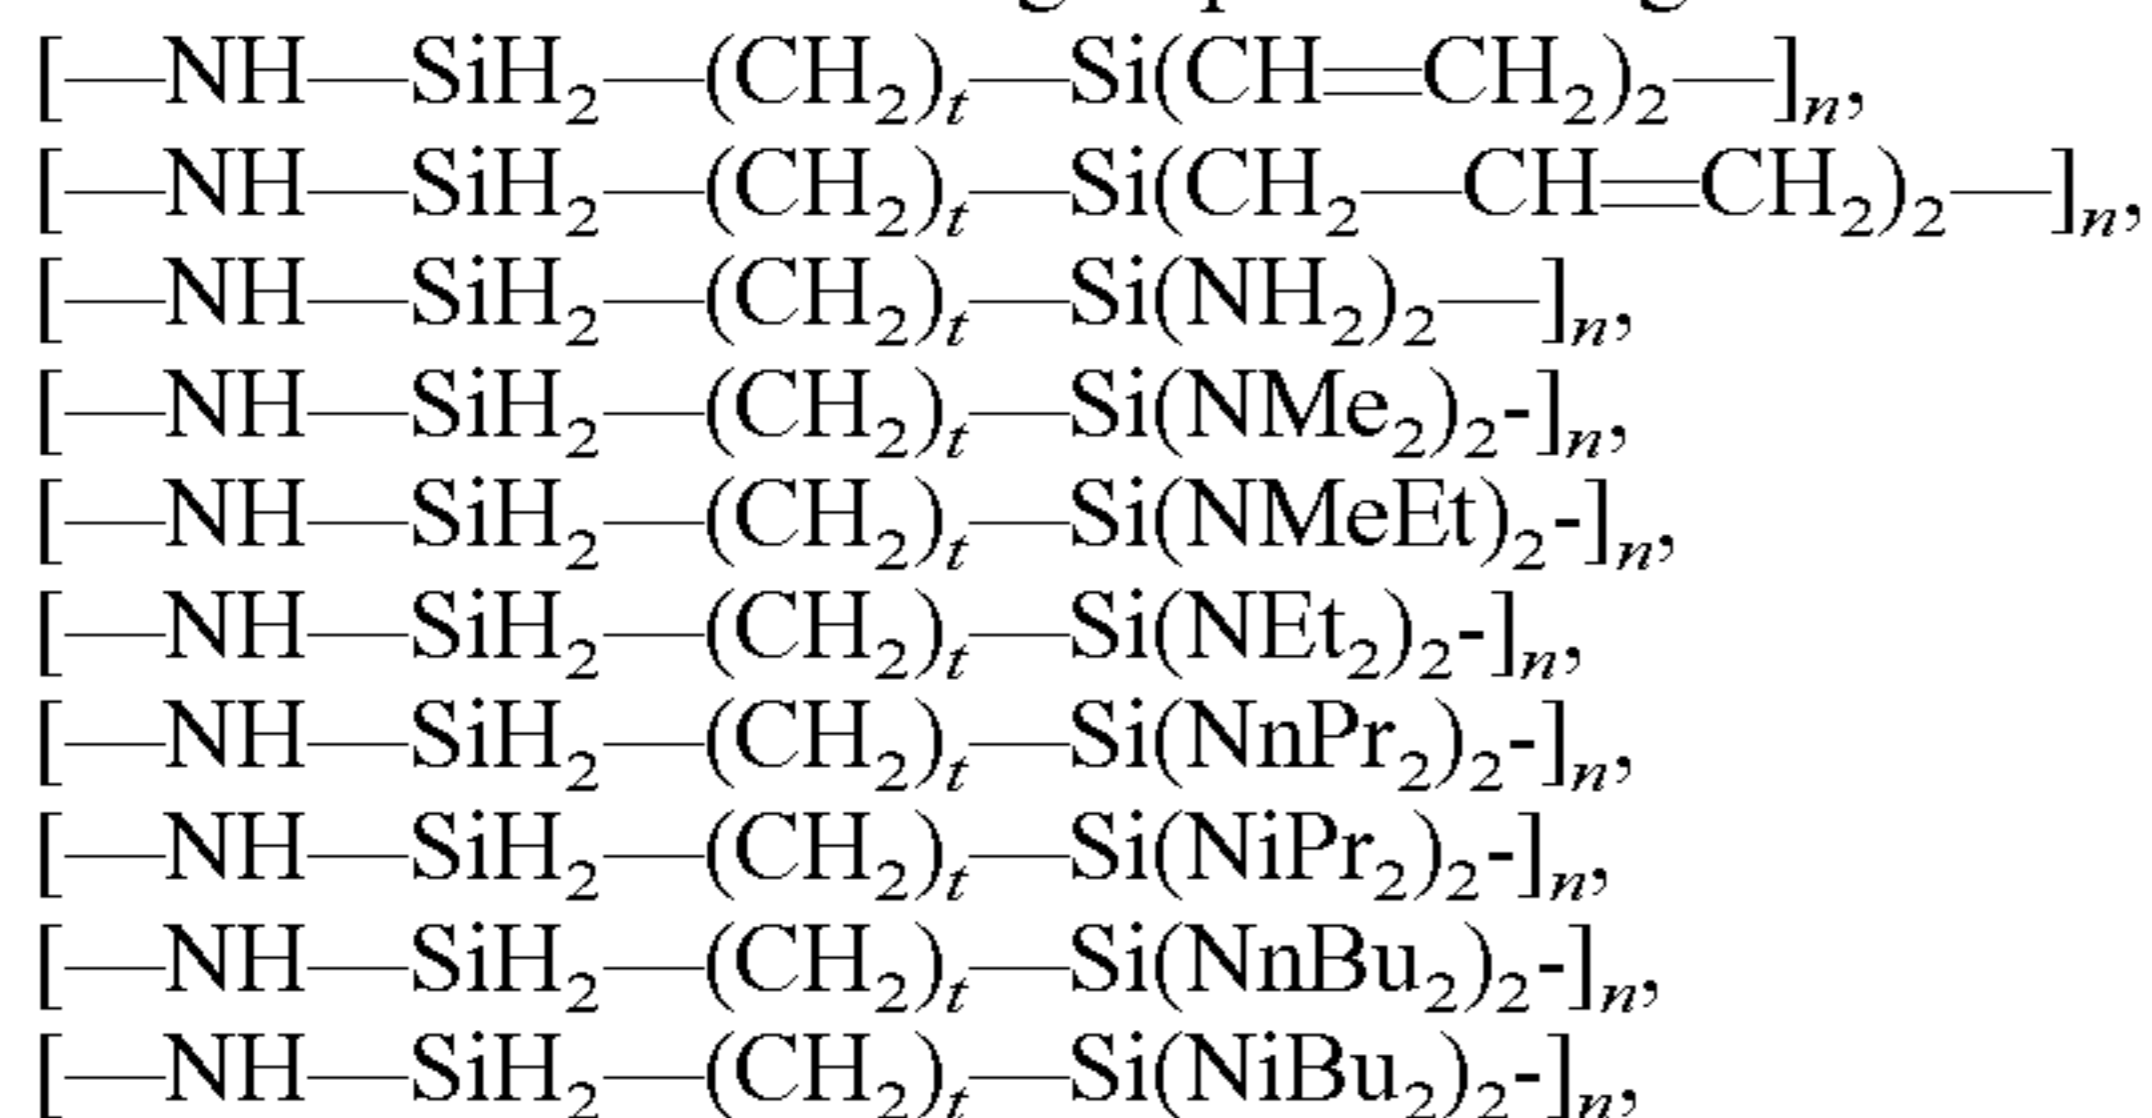 [—NH—SiH₂—(CH₂)ₜ—Si(CH=CH₂)₂—]ₙ,
[—NH—SiH₂—(CH₂)ₜ—Si(CH₂—CH=CH₂)₂—]ₙ,
[—NH—SiH₂—(CH₂)ₜ—Si(NH₂)₂—]ₙ,
[—NH—SiH₂—(CH₂)ₜ—Si(NMe₂)₂-]ₙ,
[—NH—SiH₂—(CH₂)ₜ—Si(NMeEt)₂-]ₙ,
[—NH—SiH₂—(CH₂)ₜ—Si(NEt₂)₂-]ₙ,
[—NH—SiH₂—(CH₂)ₜ—Si(NnPr₂)₂-]ₙ,
[—NH—SiH₂—(CH₂)ₜ—Si(NiPr₂)₂-]ₙ,
[—NH—SiH₂—(CH₂)ₜ—Si(NnBu₂)₂-]ₙ,
[—NH—SiH₂—(CH₂)ₜ—Si(NiBu₂)₂-]ₙ,